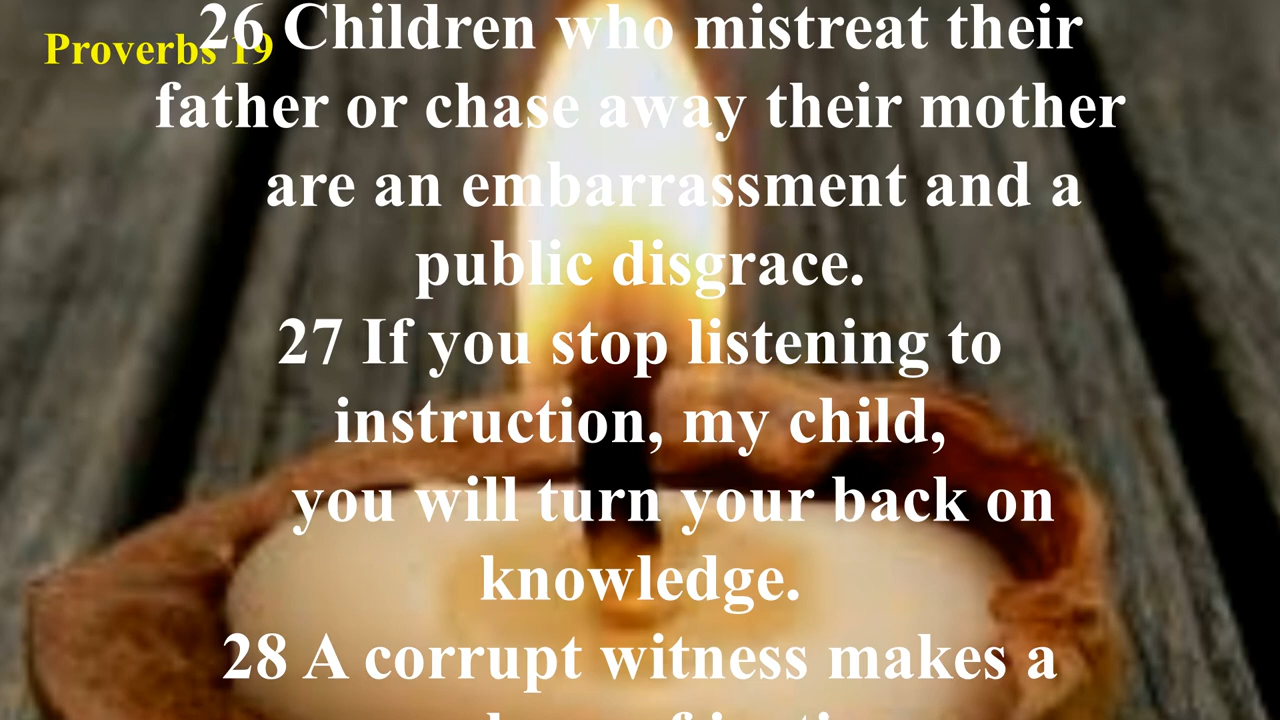 Proverbs 19
26 Children who mistreat their
father or chase away their mother
are an embarrassment and a
public disgrace.
27 If you stop listening to
instruction, my child,
you will turn your back on
knowledge.
28 A corrupt witness makes a